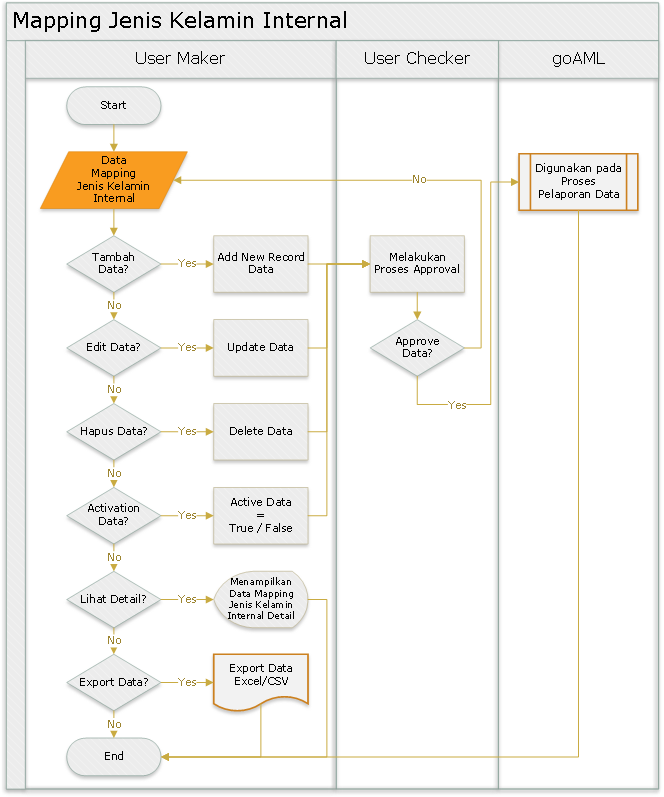 Mapping Jenis Kelamin Internal
User Maker
User Checker
goAML
Start
Data
Mapping
Jenis Kelamin
Internal
No
Digunakan pada
Proses
Pelaporan Data
Tambah
Data?
Yes
Add New Record
Data
Melakukan
Proses Approval
No
Edit Data?
Yes
Update Data
Approve
Data?
Yes
No
Hapus Data?
Yes
Delete Data
No
Activation
Data?
Yes
Active Data
=
True / False
No
Lihat Detail?
Yes
Menampilkan
Data Mapping
Jenis Kelamin
Internal Detail
No
Export Data?
Yes
Export Data
Excel/CSV
No
End